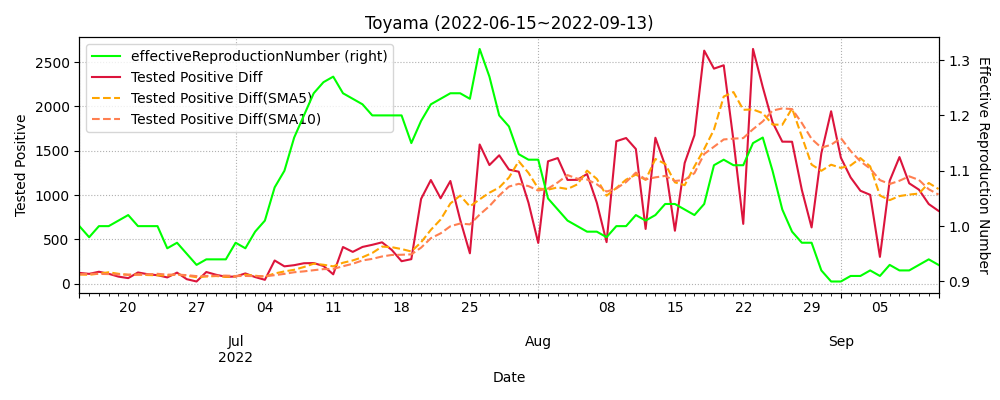 Toyama (2022-06-15~2022-09-13)
effectiveReproductionNumber (right)
Tested Positive Diff
Tested Positive Diff(SMA5)
Tested Positive Diff(SMA10)
Tested Positive
2500
2000
1500
1000
500
0
1.3
1.2
1.1
1.0
0.9
Effective Reproduction Number
20 27 04 11 18 25 08 15 22 29 05
Jul Aug Sep
2022
Date